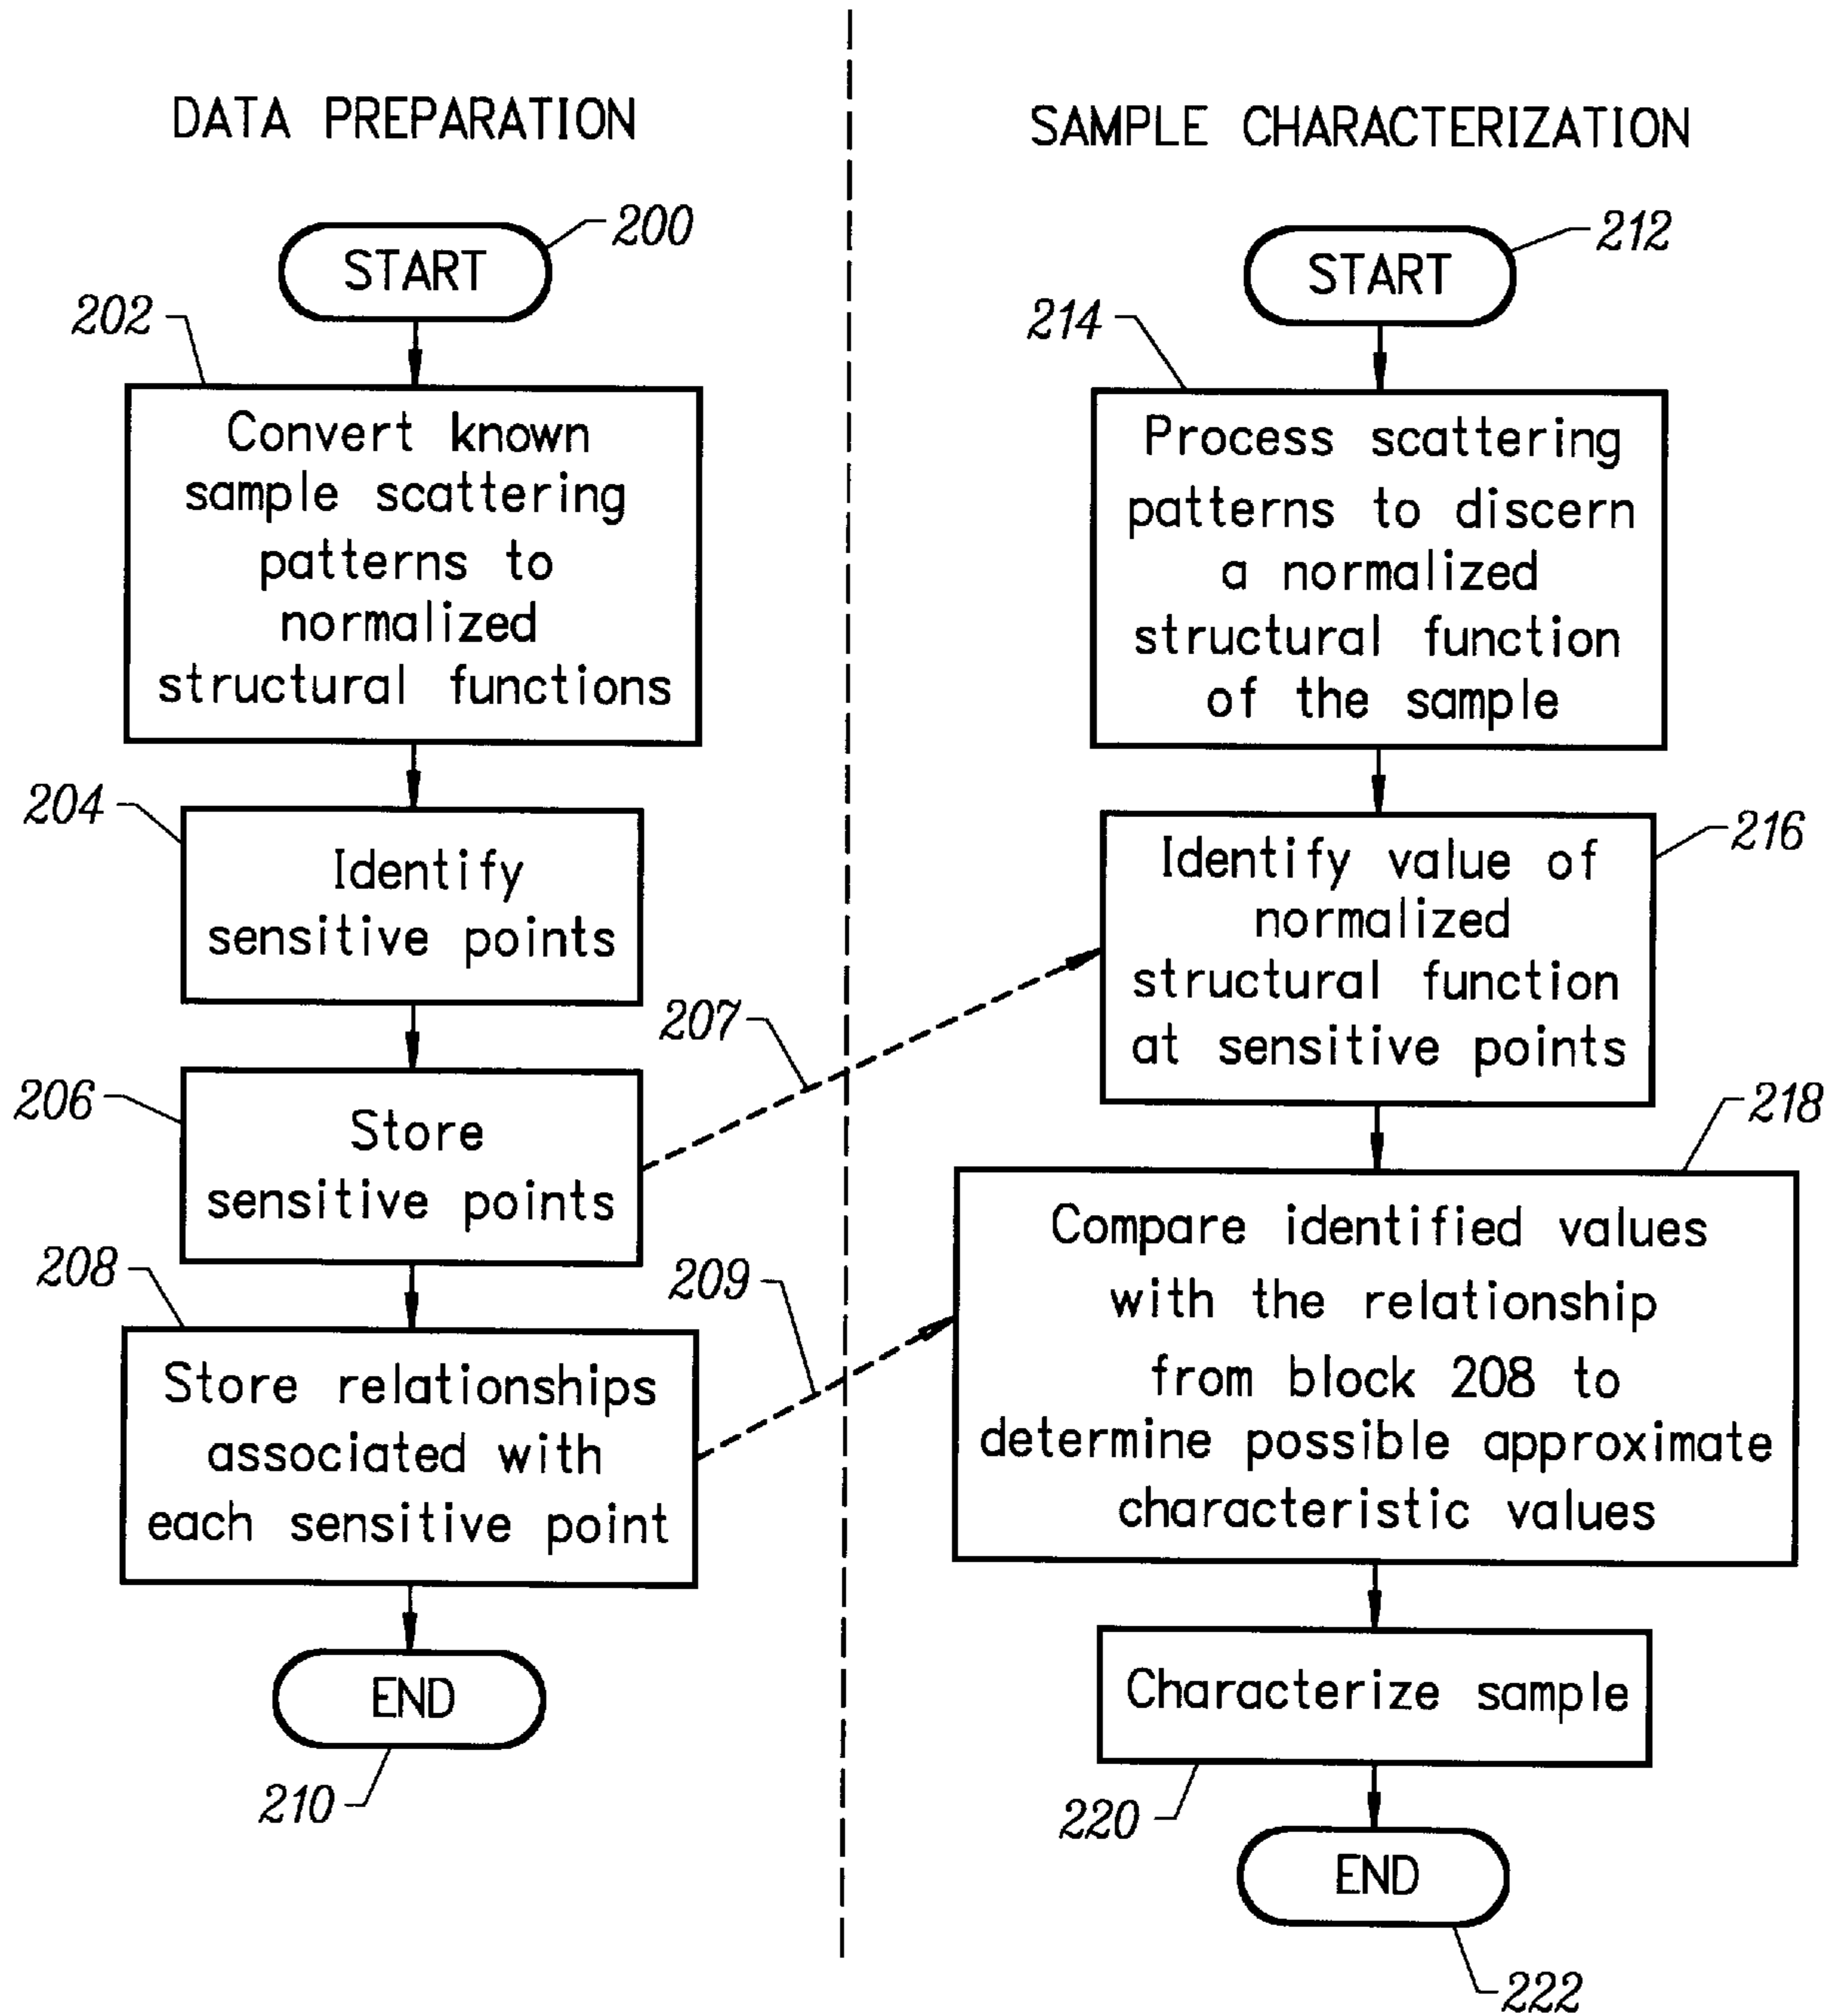 DATA PREPARATION
200
START
202
Convert known
sample scattering
patterns to
normalized
structural functions
204
Identify
sensitive points
206
Store
sensitive points
207
208
Store relationships
associated with
each sensitive point
209
END
210
SAMPLE CHARACTERIZATION
212
START
214
Process scattering
patterns to discern
a normalized
structural function
of the sample
216
Identify value of
normalized
structural function
at sensitive points
218
Compare identified values
with the relationship
from block 208 to
determine possible approximate
characteristic values
Characterize sample
220
END
222